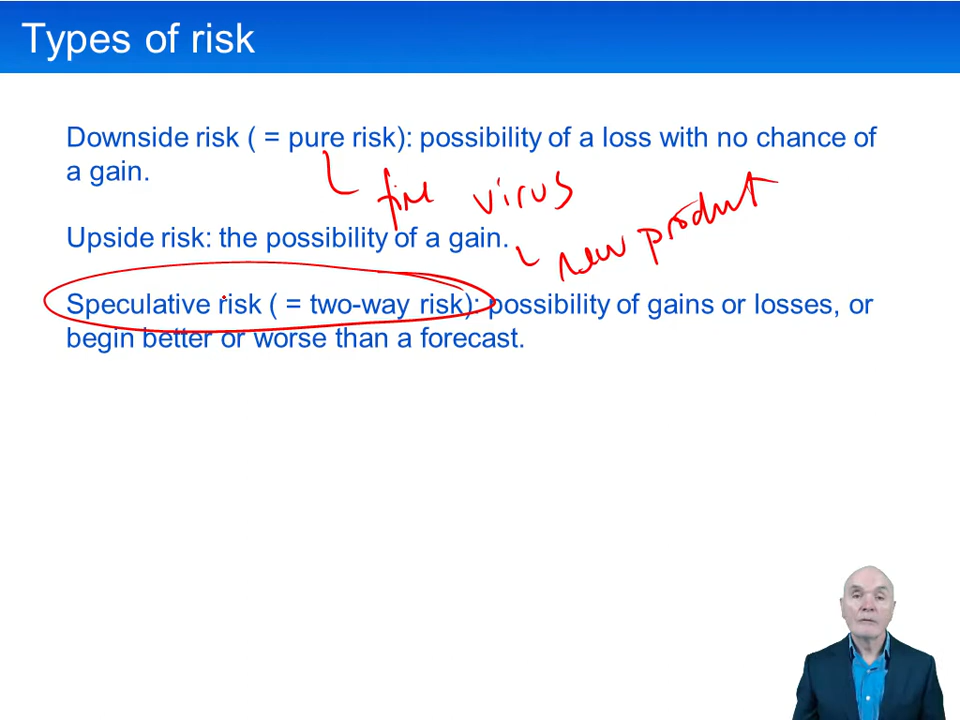 Types of risk
Downside risk ( = pure risk): possibility of a loss with no chance of
a gain.
fire virus
Upside risk: the possibility of a gain.
new product
Speculative risk ( = two-way risk): possibility of gains or losses, or
begin better or worse than a forecast.